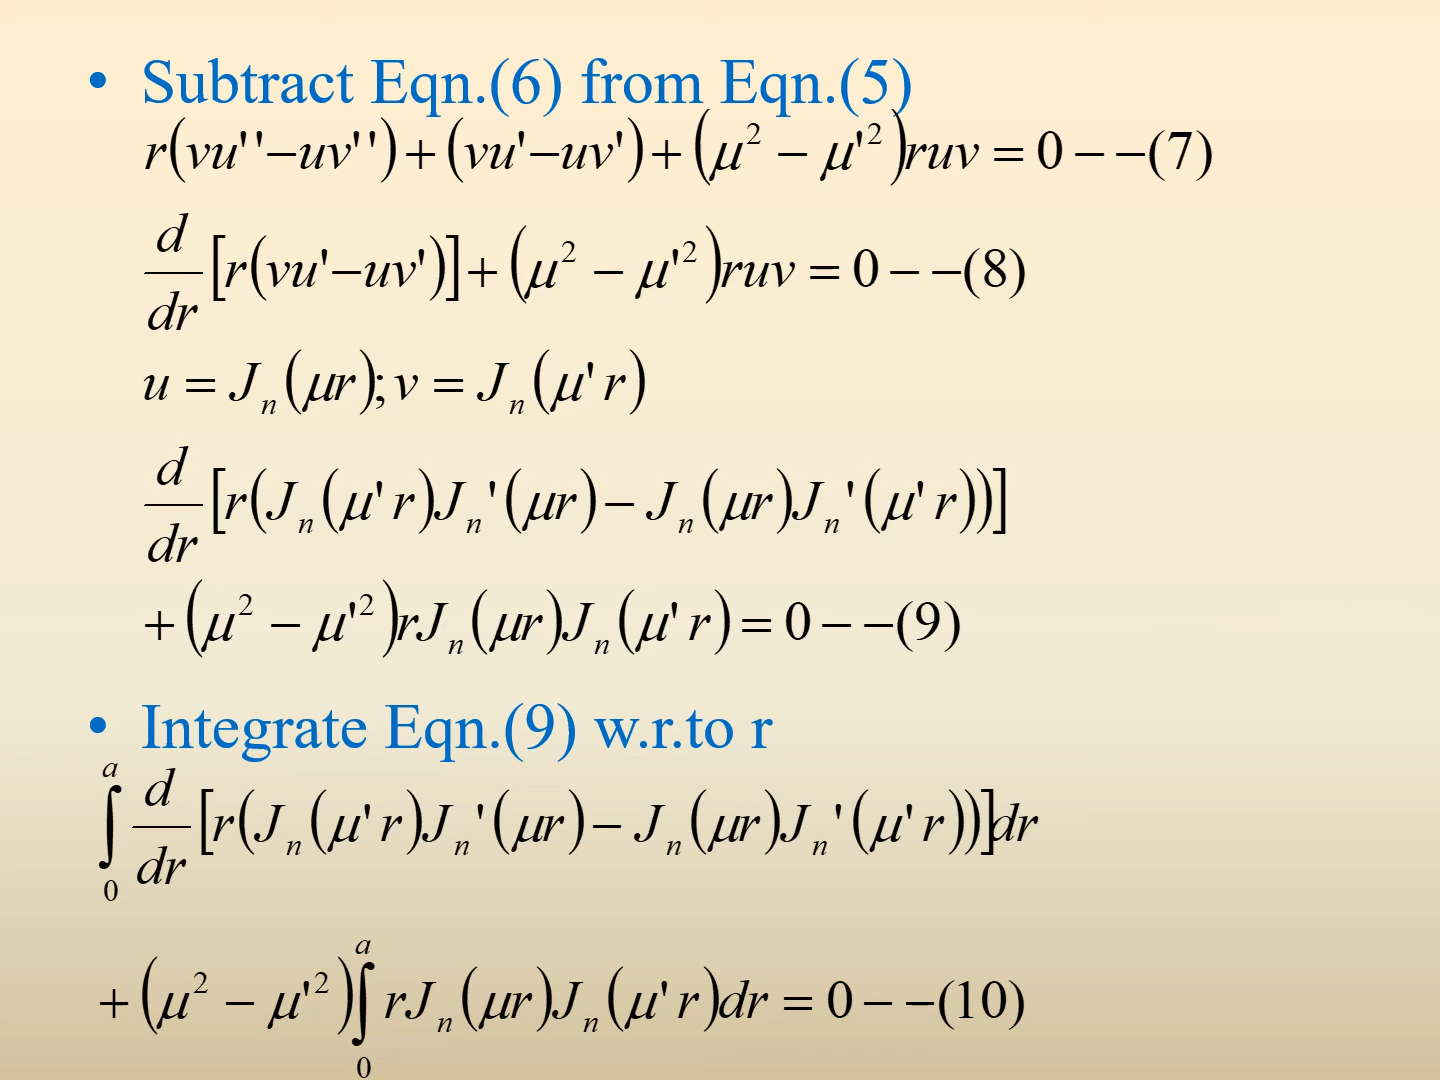 • Subtract Eqn.(6) from Eqn.(5)
r(vu''−uv'')+(vu'−uv')+(μ² − μ'²)ruv = 0 − −(7)
d/dr [r(vu'−uv')]+(μ² − μ'²)ruv = 0 − −(8)
u = Jₙ(μr); v = Jₙ(μ' r)
d/dr [r(Jₙ(μ' r)Jₙ'(μr) − Jₙ(μr)Jₙ'(μ' r))]
+(μ² − μ'²)rJₙ(μr)Jₙ(μ' r) = 0 − −(9)
• Integrate Eqn.(9) w.r.to r
∫₀ᵃ d/dr [r(Jₙ(μ' r)Jₙ'(μr) − Jₙ(μr)Jₙ'(μ' r))]dr
+(μ² − μ'²)∫₀ᵃ rJₙ(μr)Jₙ(μ' r)dr = 0 − −(10)